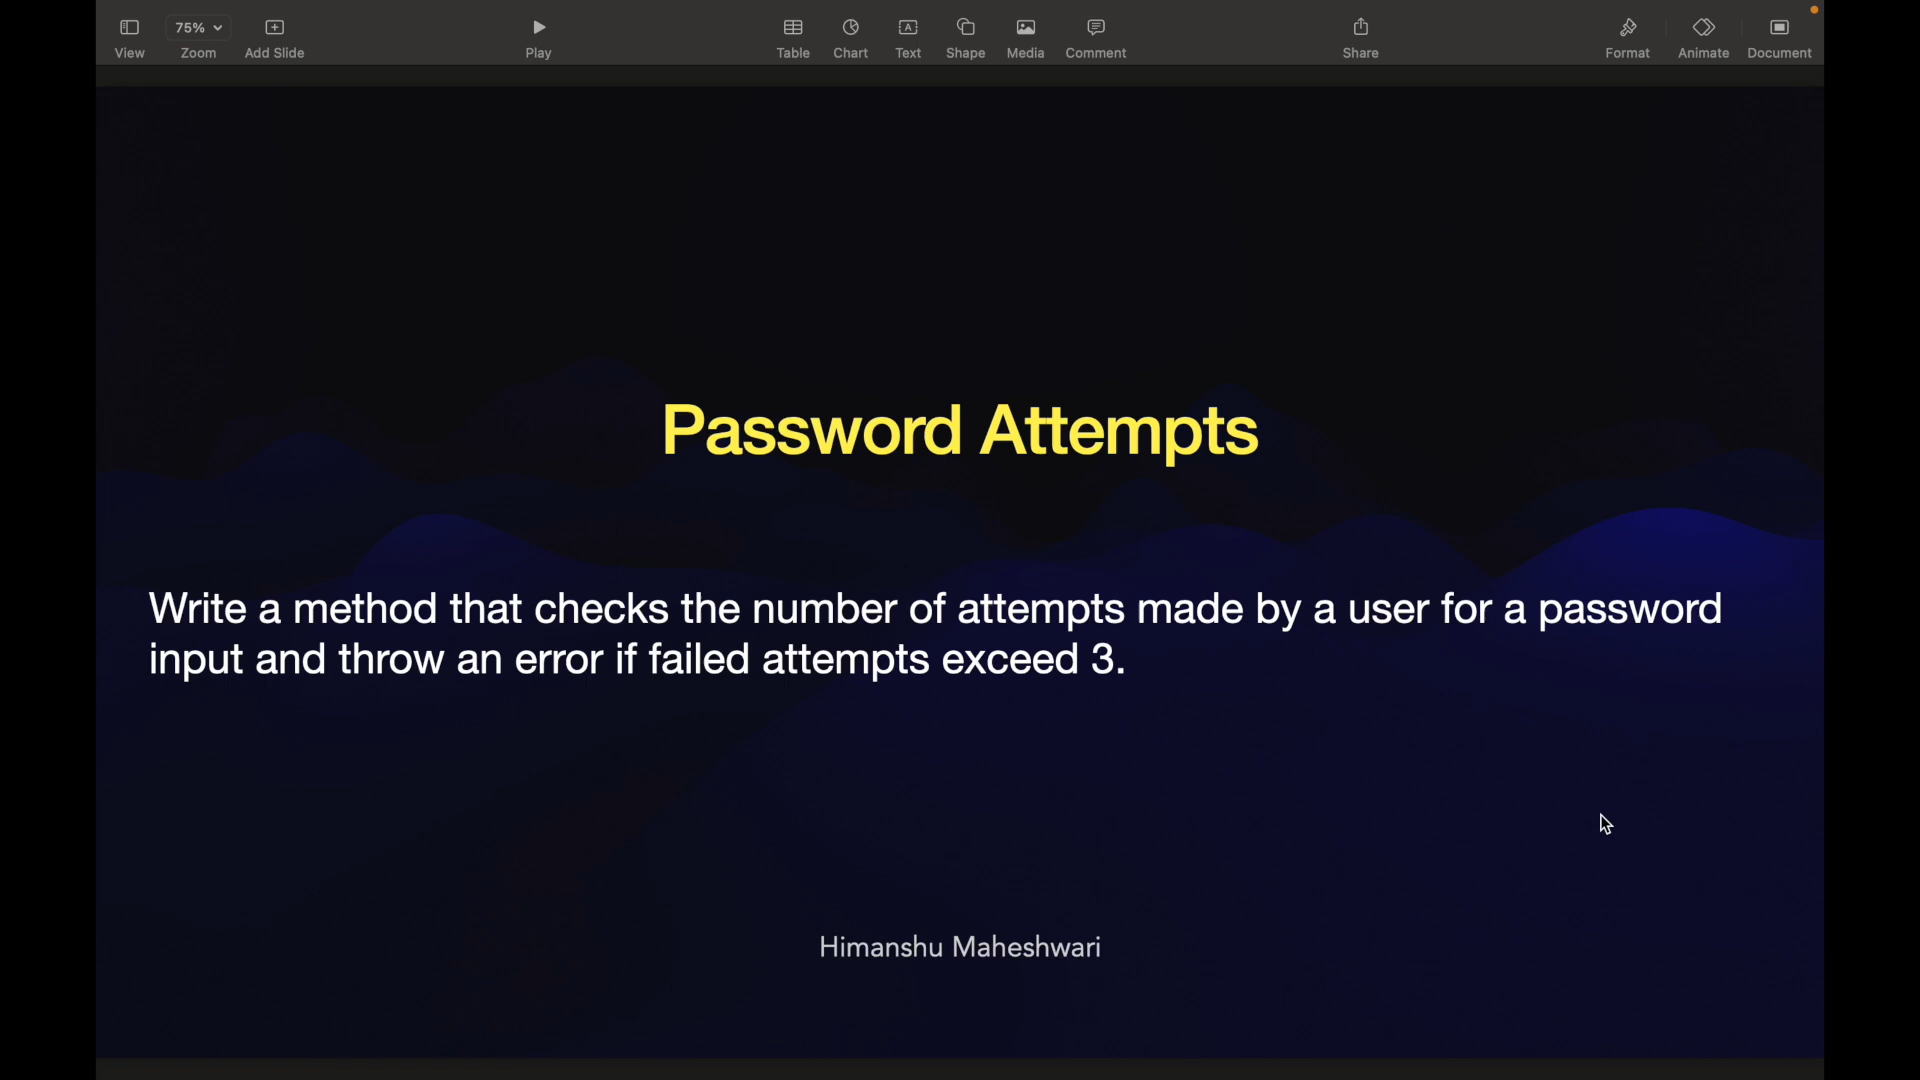 75%
View Zoom Add Slide Play Table Chart Text Shape Media Comment Share Format Animate Document
Password Attempts
Write a method that checks the number of attempts made by a user for a password
input and throw an error if failed attempts exceed 3.
Himanshu Maheshwari